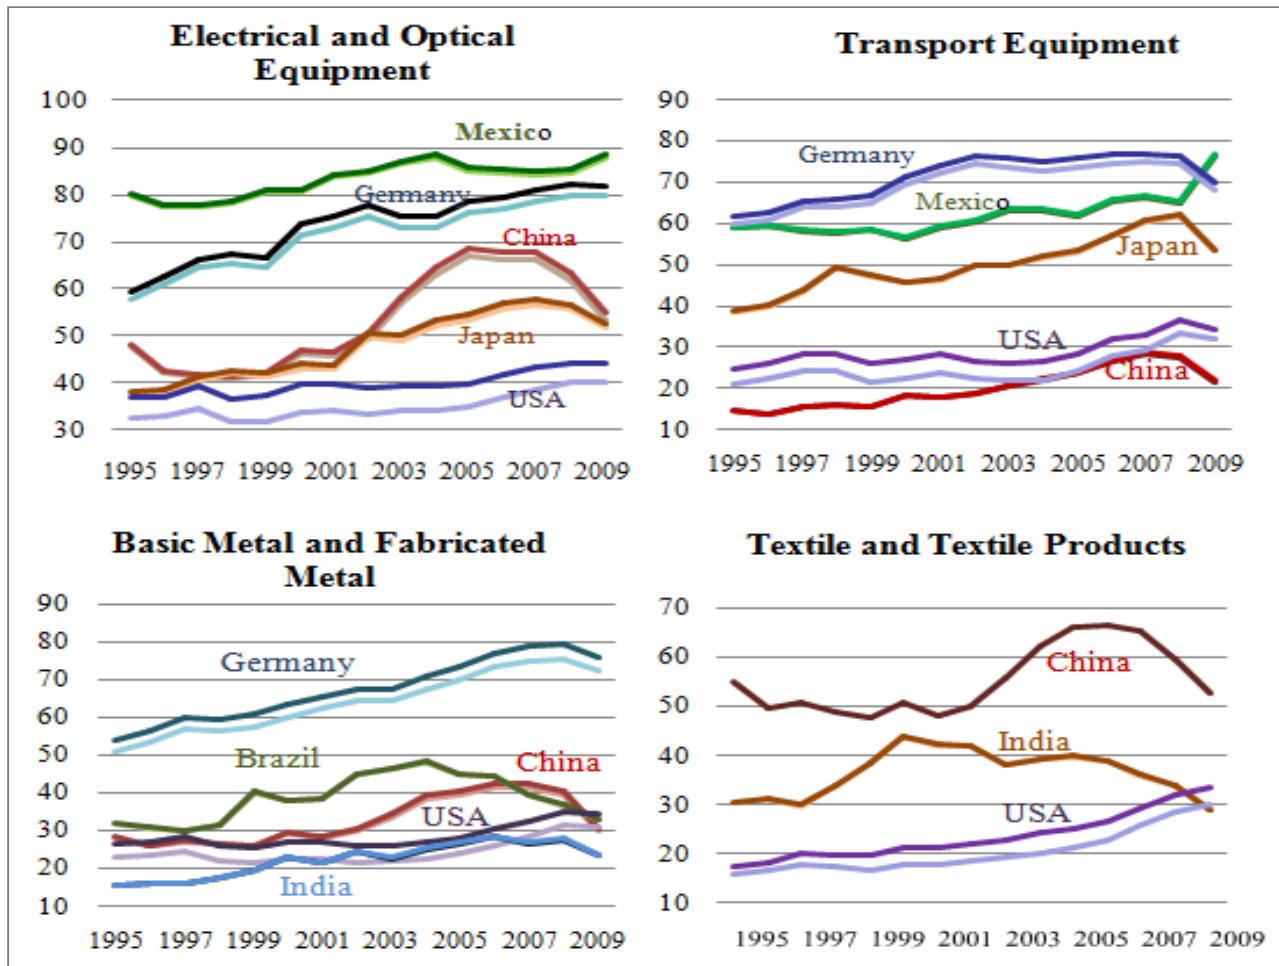 Electrical and Optical
Equipment
100
90
80
70
60
50
40
30
Mexico
Germany
China
Japan
USA
1995 1997 1999 2001 2003 2005 2007 2009
Transport Equipment
90
80
70
60
50
40
30
20
10
Germany
Mexico
Japan
USA
China
1995 1997 1999 2001 2003 2005 2007 2009
Basic Metal and Fabricated
Metal
90
80
70
60
50
40
30
20
10
Germany
Brazil
China
USA
India
1995 1997 1999 2001 2003 2005 2007 2009
Textile and Textile Products
70
60
50
40
30
20
10
China
India
USA
1995 1997 1999 2001 2003 2005 2007 2009